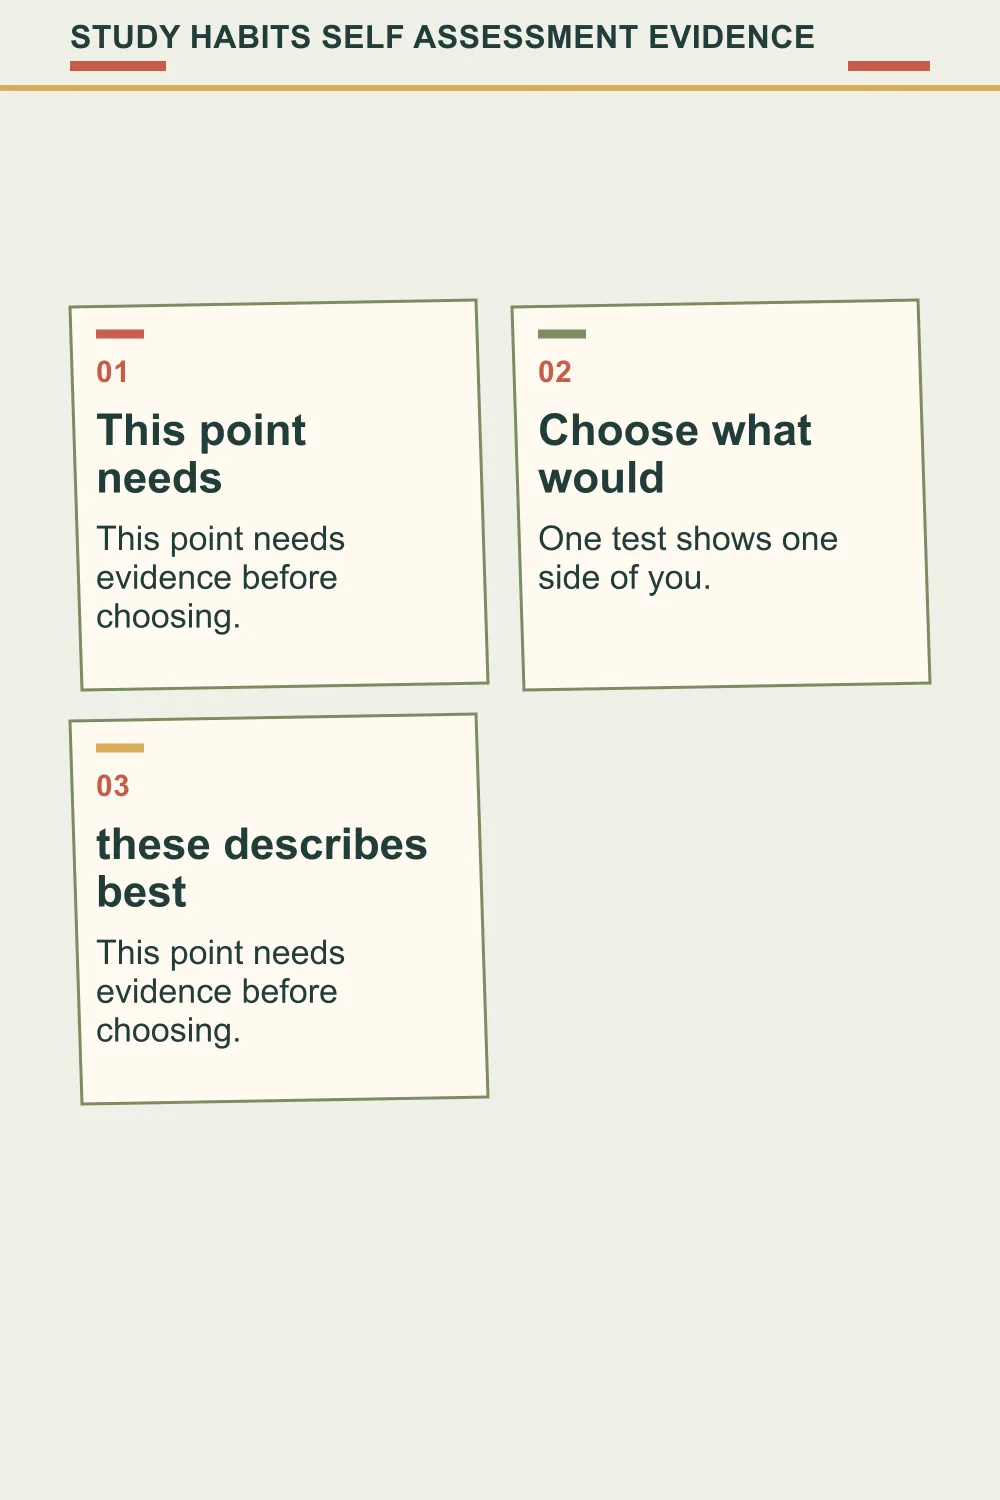 STUDY HABITS SELF ASSESSMENT EVIDENCE
01
This point
needs
This point needs
evidence before
choosing.
02
Choose what
would
One test shows one
side of you.
03
these describes
best
This point needs
evidence before
choosing.